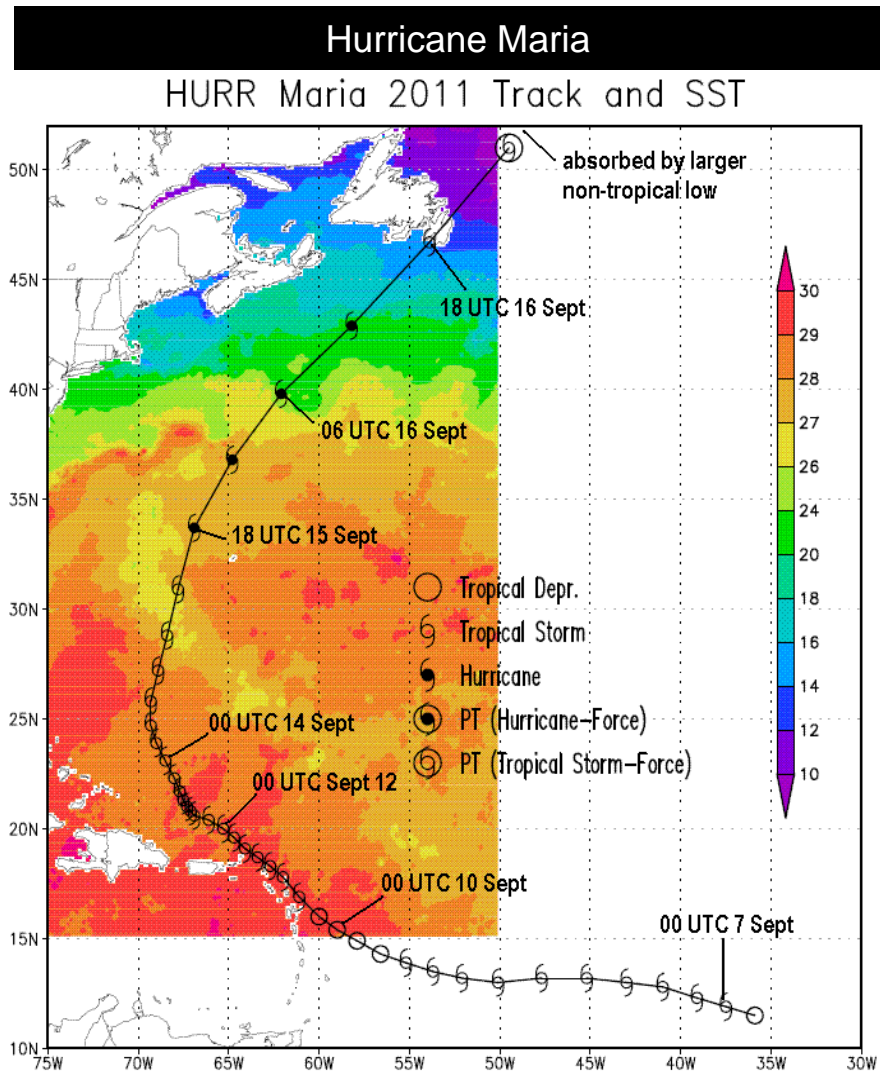 Hurricane Maria
HURR Maria 2011 Track and SST
50N
45N
40N
35N
30N
25N
20N
15N
10N
75W 70W 65W 60W 55W 50W 45W 40W 35W 30W
absorbed by larger
non-tropical low
18 UTC 16 Sept
06 UTC 16 Sept
18 UTC 15 Sept
00 UTC 14 Sept
00 UTC Sept 12
00 UTC 10 Sept
00 UTC 7 Sept
Tropical Depr.
Tropical Storm
Hurricane
PT (Hurricane-Force)
PT (Tropical Storm-Force)
30
29
28
27
26
24
20
18
16
14
12
10